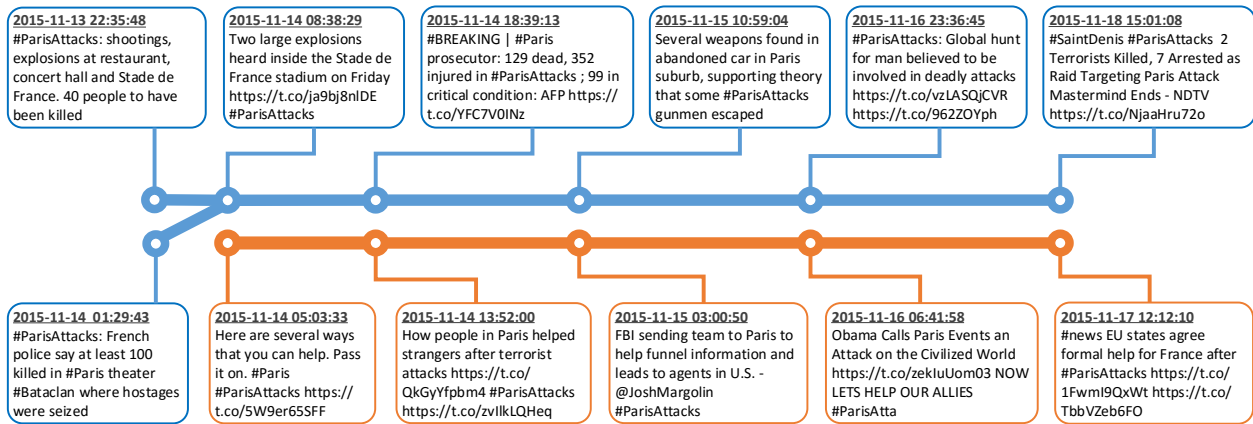 2015-11-13 22:35:48
#ParisAttacks: shootings,
explosions at restaurant,
concert hall and Stade de
France. 40 people to have
been killed
2015-11-14 08:38:29
Two large explosions
heard inside the Stade de
France stadium on Friday
https://t.co/ja9bj8nlDE
#ParisAttacks
2015-11-14 18:39:13
#BREAKING | #Paris
prosecutor: 129 dead, 352
injured in #ParisAttacks ; 99 in
critical condition: AFP https://
t.co/YFC7V0INz
2015-11-15 10:59:04
Several weapons found in
abandoned car in Paris
suburb, supporting theory
that some #ParisAttacks
gunmen escaped
2015-11-16 23:36:45
#ParisAttacks: Global hunt
for man believed to be
involved in deadly attacks
https://t.co/vzLASQjCVR
https://t.co/962ZOYph
2015-11-18 15:01:08
#SaintDenis #ParisAttacks  2
Terrorists Killed, 7 Arrested as
Raid Targeting Paris Attack
Mastermind Ends - NDTV
https://t.co/NjaaHru72o
2015-11-14  01:29:43
#ParisAttacks: French
police say at least 100
killed in #Paris theater
#Bataclan where hostages
were seized
2015-11-14 05:03:33
Here are several ways
that you can help. Pass
it on. #Paris
#ParisAttacks https://
t.co/5W9er65SFF
2015-11-14 13:52:00
How people in Paris helped
strangers after terrorist
attacks https://t.co/
QkGyYfpbm4 #ParisAttacks
https://t.co/zvIlkLQHeq
2015-11-15 03:00:50
FBI sending team to Paris to
help funnel information and
leads to agents in U.S. -
@JoshMargolin
#ParisAttacks
2015-11-16 06:41:58
Obama Calls Paris Events an
Attack on the Civilized World
https://t.co/zekIuUom03 NOW
LETS HELP OUR ALLIES
#ParisAtta
2015-11-17 12:12:10
#news EU states agree
formal help for France after
#ParisAttacks https://t.co/
1FwmI9QxWt https://t.co/
TbbVZeb6FO